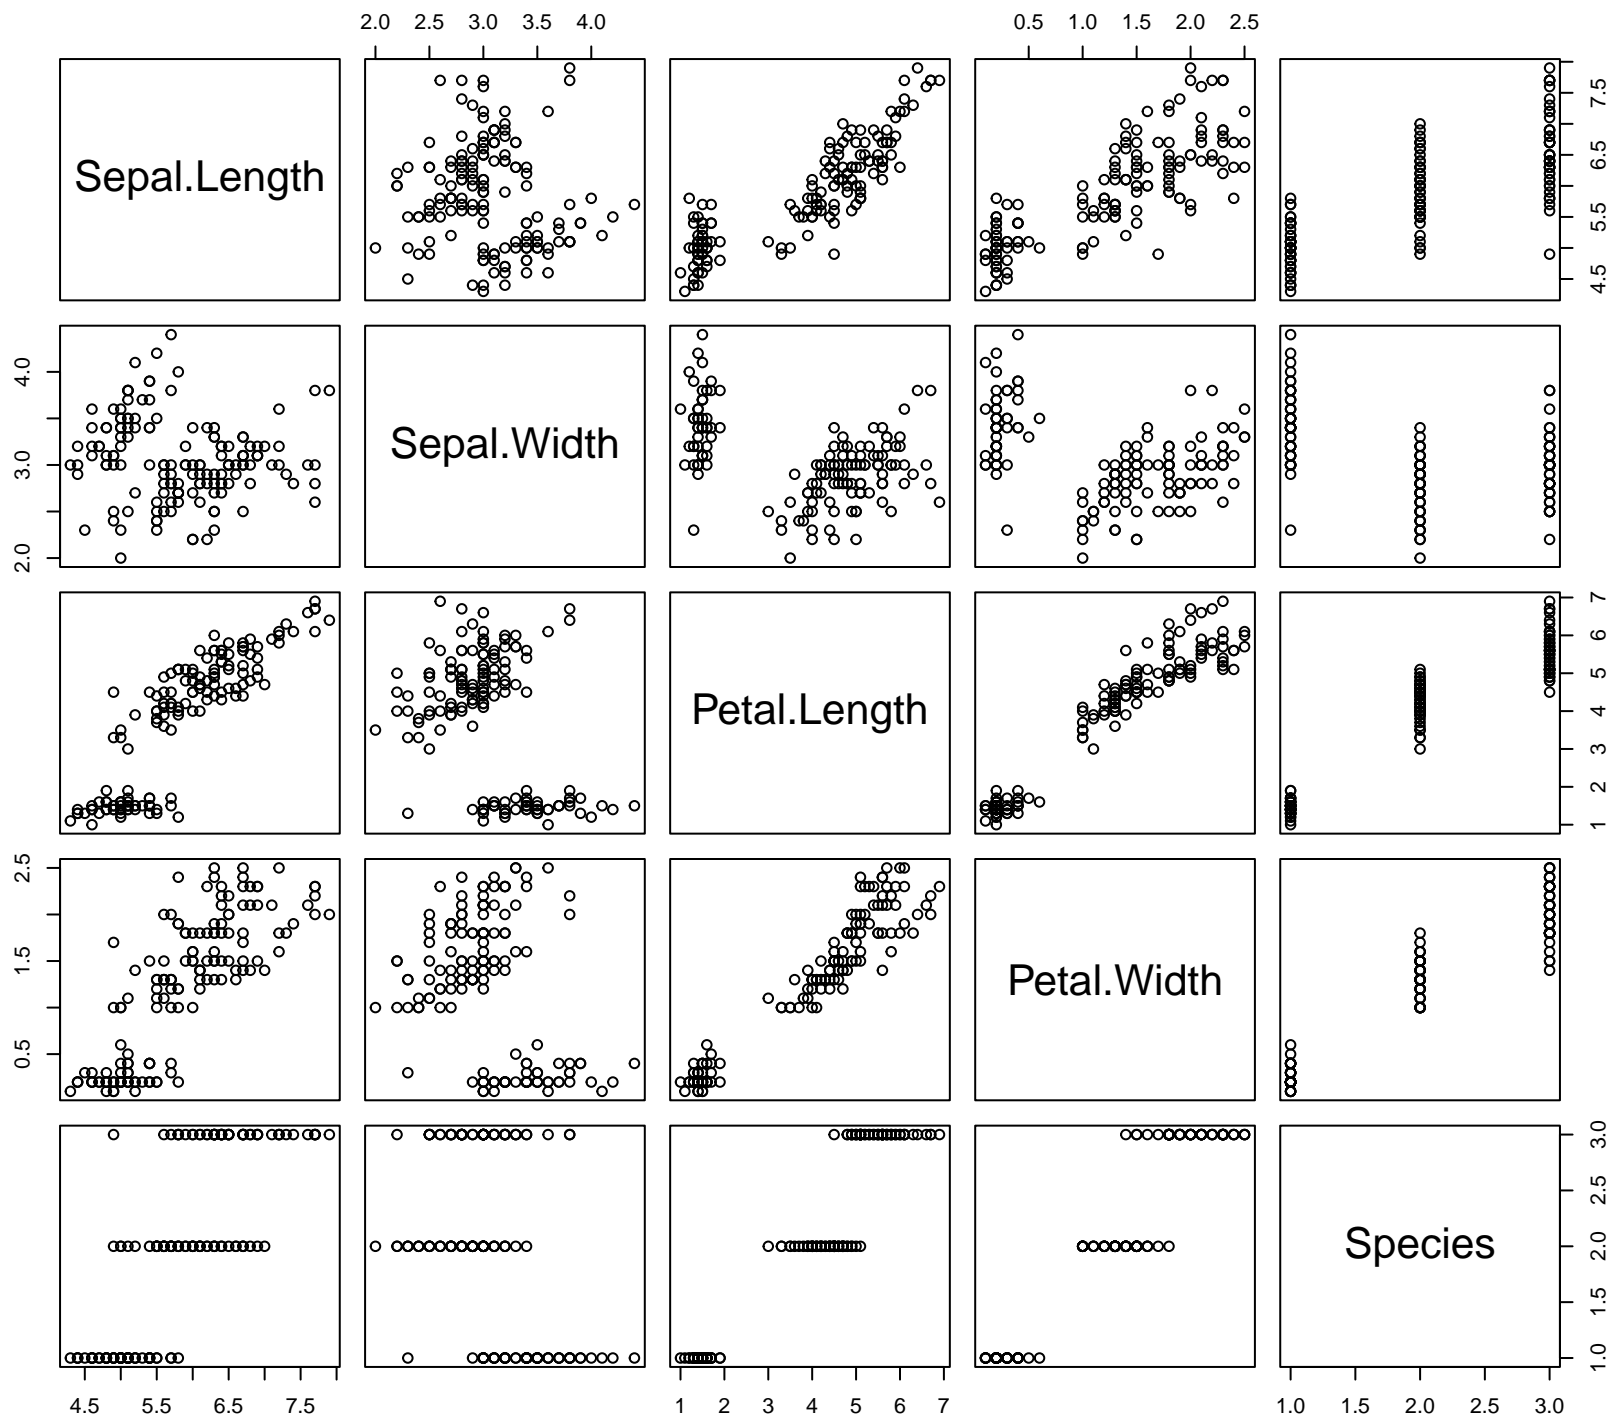 2.0 2.5 3.0 3.5 4.0
0.5 1.0 1.5 2.0 2.5
Sepal.Length
4.5 5.5 6.5 7.5
2.0 3.0 4.0
Sepal.Width
Petal.Length
1 2 3 4 5 6 7
0.5 1.5 2.5
Petal.Width
Species
1.0 1.5 2.0 2.5 3.0
4.5 5.5 6.5 7.5
1 2 3 4 5 6 7
1.0 1.5 2.0 2.5 3.0